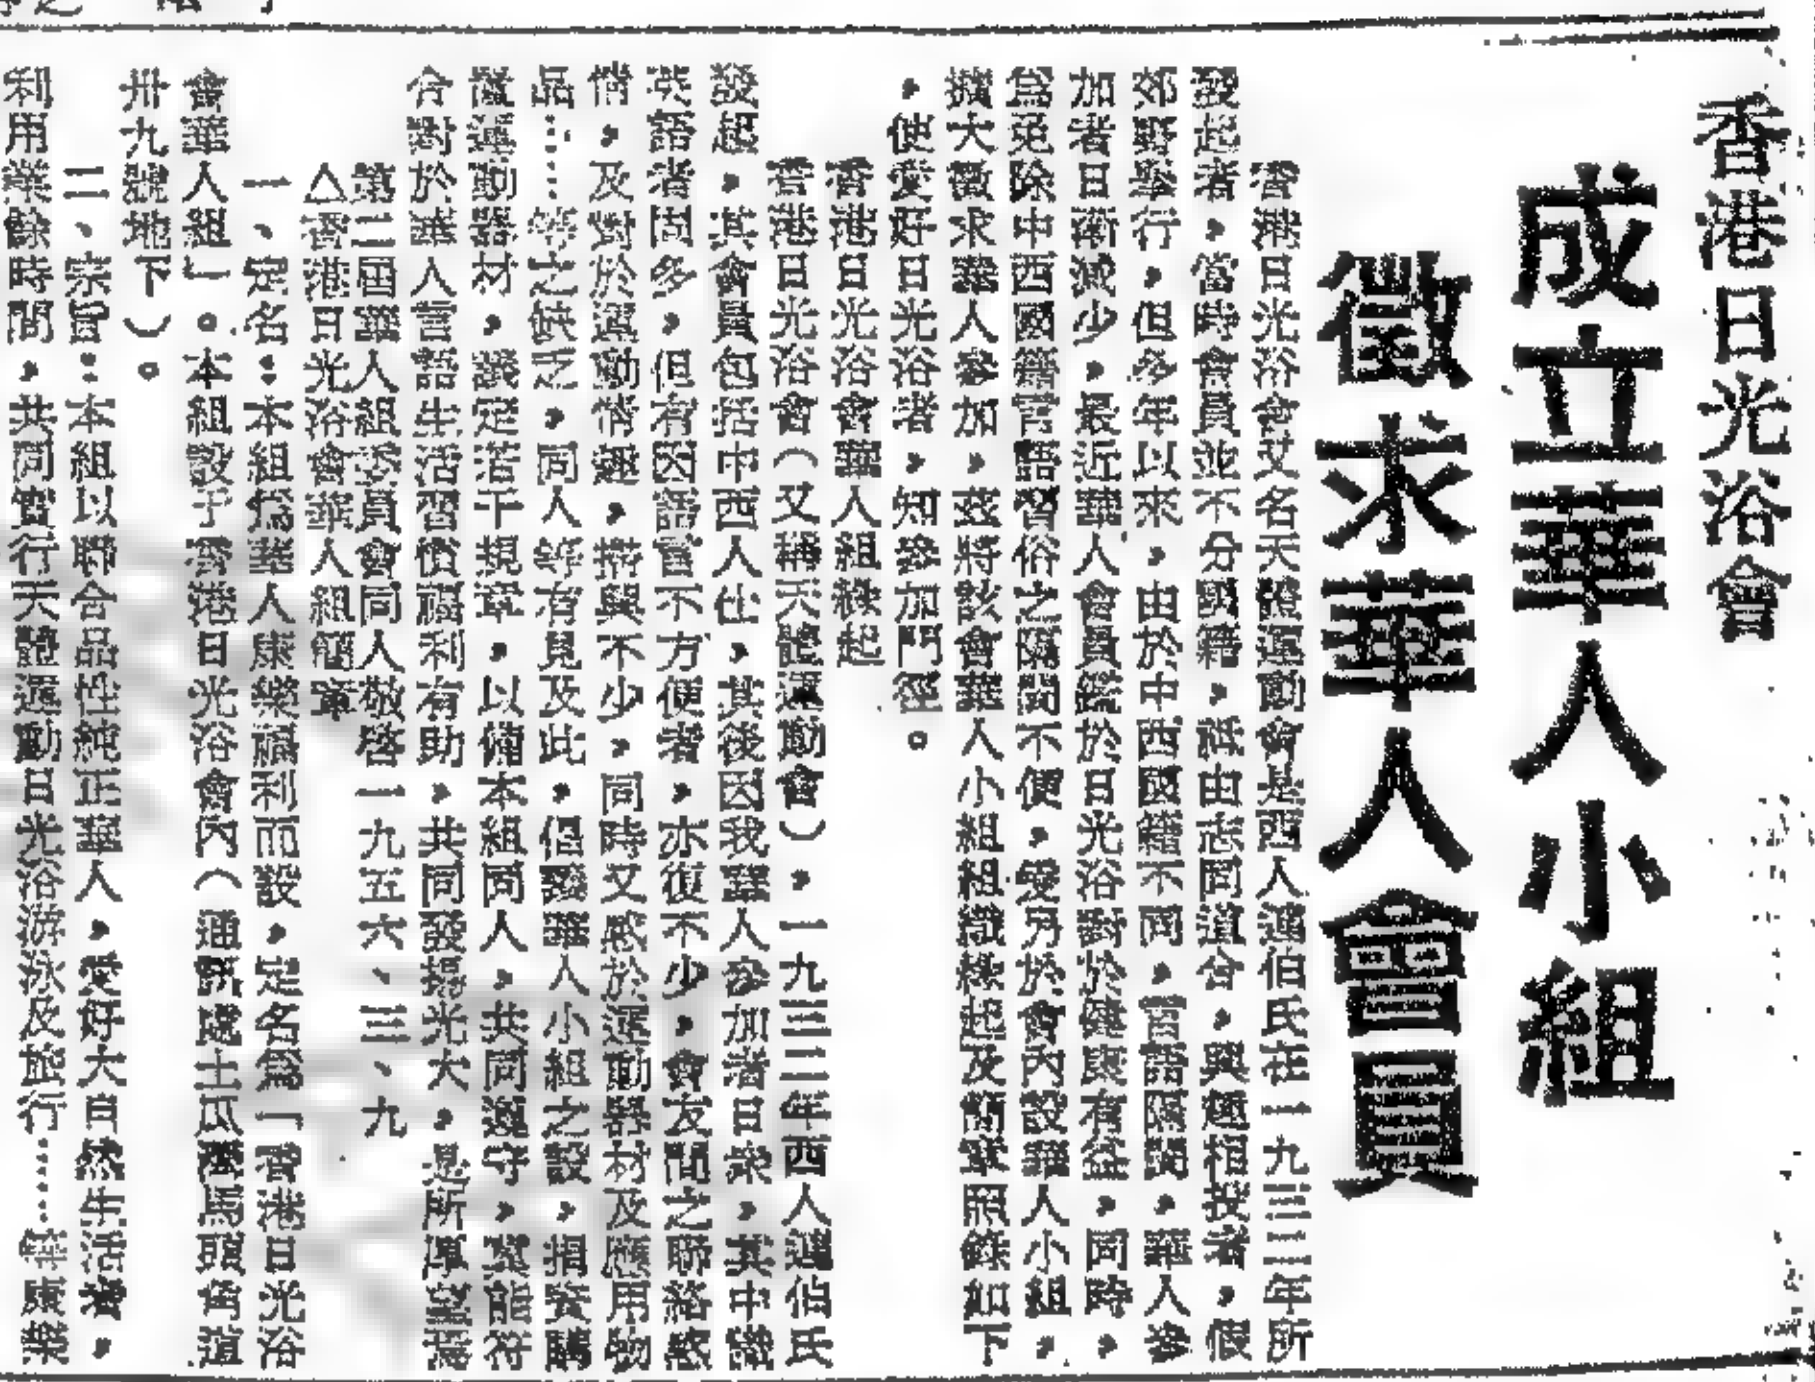 香港日光浴會
成立華人小組
徵求華人會員
香港日光浴會又名天體運動會是西人遜伯氏在一九三三年所
發起者，當時會員並不分國籍，祇由志同道合，興趣相投者，便
郊野舉行，但多年以來，由於中西國籍不同，言語隔閡，華人參
加者日漸減少，最近華人會員鑑於日光浴對於健康有益，同時，
為免除中西國籍言語習俗之隔閡不便，爰乃於會內設華人小組，
擴大徵求華人參加，茲將該會華人小組組織緣起及簡章照錄如下
，使愛好日光浴者，知參加門徑。
香港日光浴會華人組緣起
香港日光浴會（又稱天體運動會），一九三二年西人遜伯氏
發起，其會員包括中西人仕，其後因我華人參加者日衆，其中諳
英語者固多，但有因語言不方便者，亦復不少，會友間之聯絡敘
情，及對於運動情緒，掃興不少，同時又感於運動器材及應用物
品⋯⋯等之缺乏，同人等有見及此，倡議華人小組之設，捐資購
置運動器材，議定若干規章，以備本組同人，共同遵守，冀能符
合對於華人言語生活習慣福利有助，共同發揚光大，是所厚望焉
第二屆華人組委員會同人敬啓一九五六、三、九
△香港日光浴會華人組簡章
一、定名：本組為華人康樂福利而設，定名為「香港日光浴
會華人組」。本組設于香港日光浴會內（通訊處土瓜灣馬頭角道
卅九號地下）。
二、宗旨：本組以聯合品性純正華人，愛好大自然生活者，
利用業餘時間，共同實行天體運動日光浴游泳及旅行⋯⋯等康樂